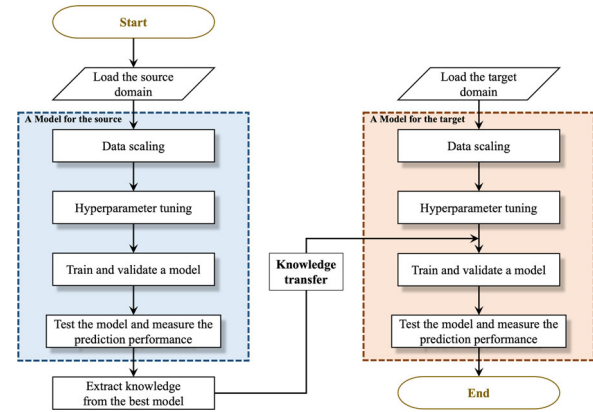 Start
Load the source
domain
A Model for the source
Data scaling
Hyperparameter tuning
Train and validate a model
Test the model and measure the
prediction performance
Extract knowledge
from the best model
Knowledge
transfer
Load the target
domain
A Model for the target
Data scaling
Hyperparameter tuning
Train and validate a model
Test the model and measure the
prediction performance
End